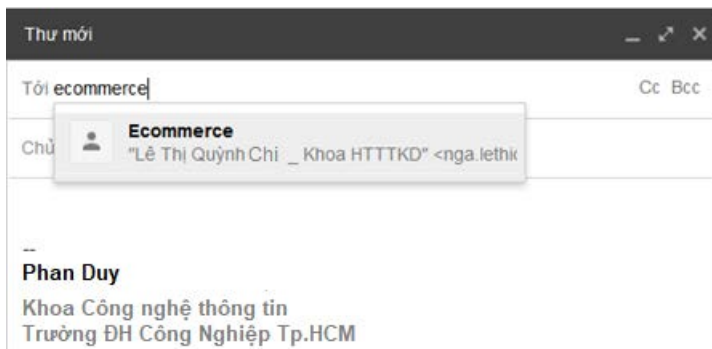 Thư mới
Tới ecommerce Cc Bcc
Ecommerce
"Lê Thị Quỳnh Chi _ Khoa HTTTKD" <nga.lethi
Chủ
--
Phan Duy
Khoa Công nghệ thông tin
Trường ĐH Công Nghiệp Tp.HCM